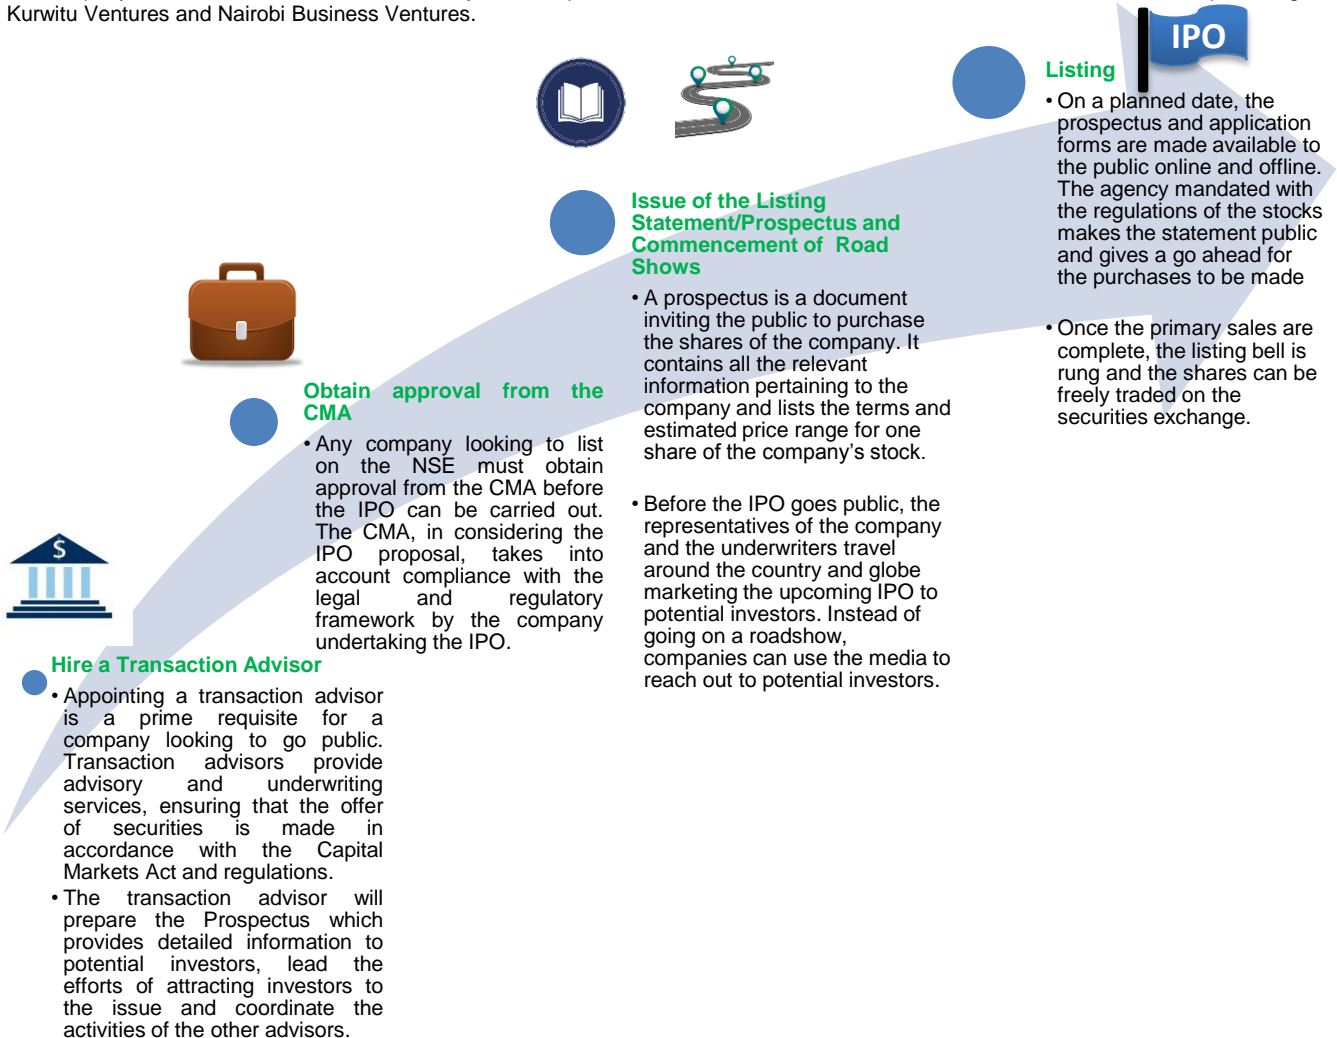 Kurwitu Ventures and Nairobi Business Ventures.
IPO
Listing
• On a planned date, the
prospectus and application
forms are made available to
the public online and offline.
The agency mandated with
the regulations of the stocks
makes the statement public
and gives a go ahead for
the purchases to be made
• Once the primary sales are
complete, the listing bell is
rung and the shares can be
freely traded on the
securities exchange.
Issue of the Listing
Statement/Prospectus and
Commencement of Road
Shows
• A prospectus is a document
inviting the public to purchase
the shares of the company. It
contains all the relevant
information pertaining to the
company and lists the terms and
estimated price range for one
share of the company's stock.
• Before the IPO goes public, the
representatives of the company
and the underwriters travel
around the country and globe
marketing the upcoming IPO to
potential investors. Instead of
going on a roadshow,
companies can use the media to
reach out to potential investors.
Obtain approval from the
CMA
• Any company looking to list
on the NSE must obtain
approval from the CMA before
the IPO can be carried out.
The CMA, in considering the
IPO proposal, takes into
account compliance with the
legal and regulatory
framework by the company
undertaking the IPO.
$
Hire a Transaction Advisor
• Appointing a transaction advisor
is a prime requisite for a
company looking to go public.
Transaction advisors provide
advisory and underwriting
services, ensuring that the offer
of securities is made in
accordance with the Capital
Markets Act and regulations.
• The transaction advisor will
prepare the Prospectus which
provides detailed information to
potential investors, lead the
efforts of attracting investors to
the issue and coordinate the
activities of the other advisors.